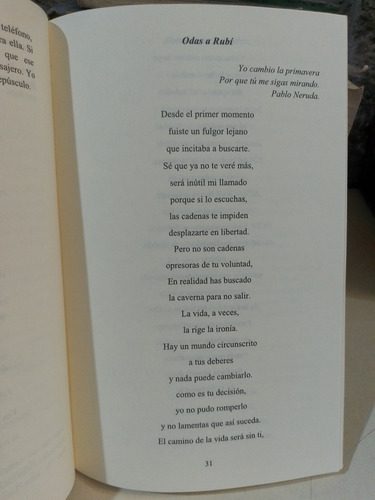 teléfono,
ra ella. Si
que ese
sajero. Yo
epúsculo.
Odas a Rubí
Yo cambio la primavera
Por que tú me sigas mirando.
Pablo Neruda.
Desde el primer momento
fuiste un fulgor lejano
que incitaba a buscarte.
Sé que ya no te veré más,
será inútil mi llamado
porque si lo escuchas,
las cadenas te impiden
desplazarte en libertad.
Pero no son cadenas
opresoras de tu voluntad,
En realidad has buscado
la caverna para no salir.
La vida, a veces,
la rige la ironía.
Hay un mundo circunscrito
a tus deberes
y nada puede cambiarlo.
como es tu decisión,
yo no pudo romperlo
y no lamentas que así suceda.
El camino de la vida será sin ti,
31